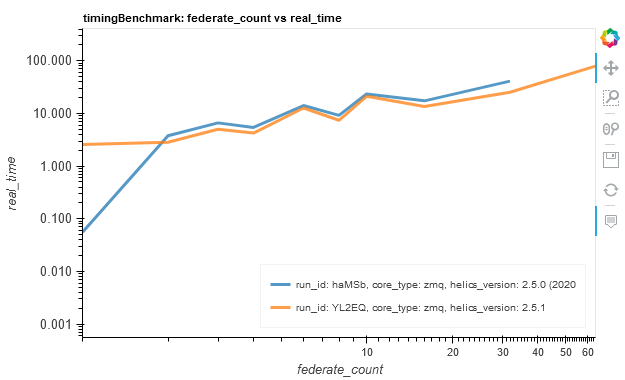 timingBenchmark: federate_count vs real_time
100.000
10.000
1.000
0.100
0.010
0.001
real_time
run_id: haMSb, core_type: zmq, helics_version: 2.5.0 (2020
run_id: YL2EQ, core_type: zmq, helics_version: 2.5.1
10 20 30 40 50 60
federate_count